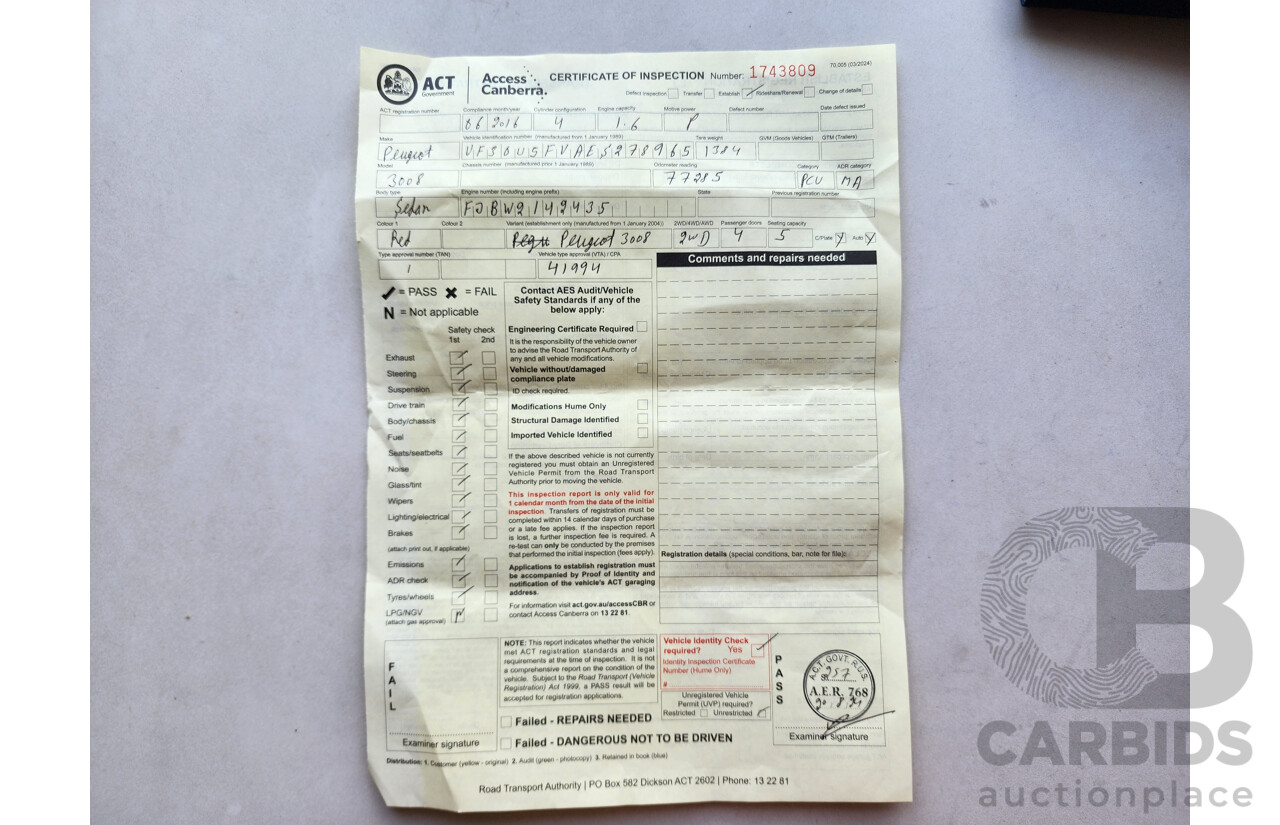 70.005 (03/2024)
ACT Government
Access Canberra.
CERTIFICATE OF INSPECTION Number: 1743809
Defect inspection Transfer Establish Rideshare/Renewal Change of details
ACT registration number Compliance month/year Cylinder configuration Engine capacity Motive power Defect number Date defect issued
06 2016 4 1.6 P
Make Vehicle identification number (manufactured from 1 January 1989) Tare weight GVM (Goods Vehicles) GTM (Trailers)
Peugeot VF30U5FVAES278965 1384
Model Chassis number (manufactured prior 1 January 1989) Odometer reading Category ADR category
3008 77285 PCV MA
Body type Engine number (including engine prefix) State Previous registration number
Sedan FJBW2142435
Colour 1 Colour 2 Variant (establishment only (manufactured from 1 January 2004)) 2WD/4WD/AWD Passenger doors Seating capacity
Red Peugeot 3008 2WD 4 5 C/Plate Y Auto Y
Type approval number (TAN) Vehicle type approval (VTA) / CPA
1 41994
Comments and repairs needed
= PASS = FAIL
N = Not applicable
Safety check
1st 2nd
Exhaust
Steering
Suspension
Drive train
Body/chassis
Fuel
Seats/seatbelts
Noise
Glass/tint
Wipers
Lighting/electrical
Brakes
(attach print out, if applicable)
Emissions
ADR check
Tyres/wheels
LPG/NGV N
(attach gas approval)
Contact AES Audit/Vehicle
Safety Standards if any of the
below apply:
Engineering Certificate Required
It is the responsibility of the vehicle owner
to advise the Road Transport Authority of
any and all vehicle modifications.
Vehicle without/damaged
compliance plate
ID check required.
Modifications Hume Only
Structural Damage Identified
Imported Vehicle Identified
If the above described vehicle is not currently
registered you must obtain an Unregistered
Vehicle Permit from the Road Transport
Authority prior to moving the vehicle.
This inspection report is only valid for
1 calendar month from the date of the initial
inspection. Transfers of registration must be
completed within 14 calendar days of purchase
or a late fee applies. If the inspection report
is lost, a further inspection fee is required. A
re-test can only be conducted by the premises
that performed the initial inspection (fees apply).
Applications to establish registration must
be accompanied by Proof of Identity and
notification of the vehicle's ACT garaging
address.
For information visit act.gov.au/accessCBR or
contact Access Canberra on 13 22 81.
Registration details (special conditions, bar, note for file):
FAIL
Examiner signature
NOTE: This report indicates whether the vehicle
met ACT registration standards and legal
requirements at the time of inspection. It is not
a comprehensive report on the condition of the
vehicle. Subject to the Road Transport (Vehicle
Registration) Act 1999, a PASS result will be
accepted for registration applications.
Failed - REPAIRS NEEDED
Failed - DANGEROUS NOT TO BE DRIVEN
Vehicle Identity Check
required? Yes
Identity Inspection Certificate
Number (Hume Only)
#
Unregistered Vehicle
Permit (UVP) required?
Restricted Unrestricted
PASS
A.C.T. GOVT. R.U.S.
A.E.R. 768
Examiner signature
Distribution: 1. Customer (yellow - original) 2. Audit (green - photocopy) 3. Retained in book (blue)
Road Transport Authority | PO Box 582 Dickson ACT 2602 | Phone: 13 22 81
CB
CARBIDS
auctionplace